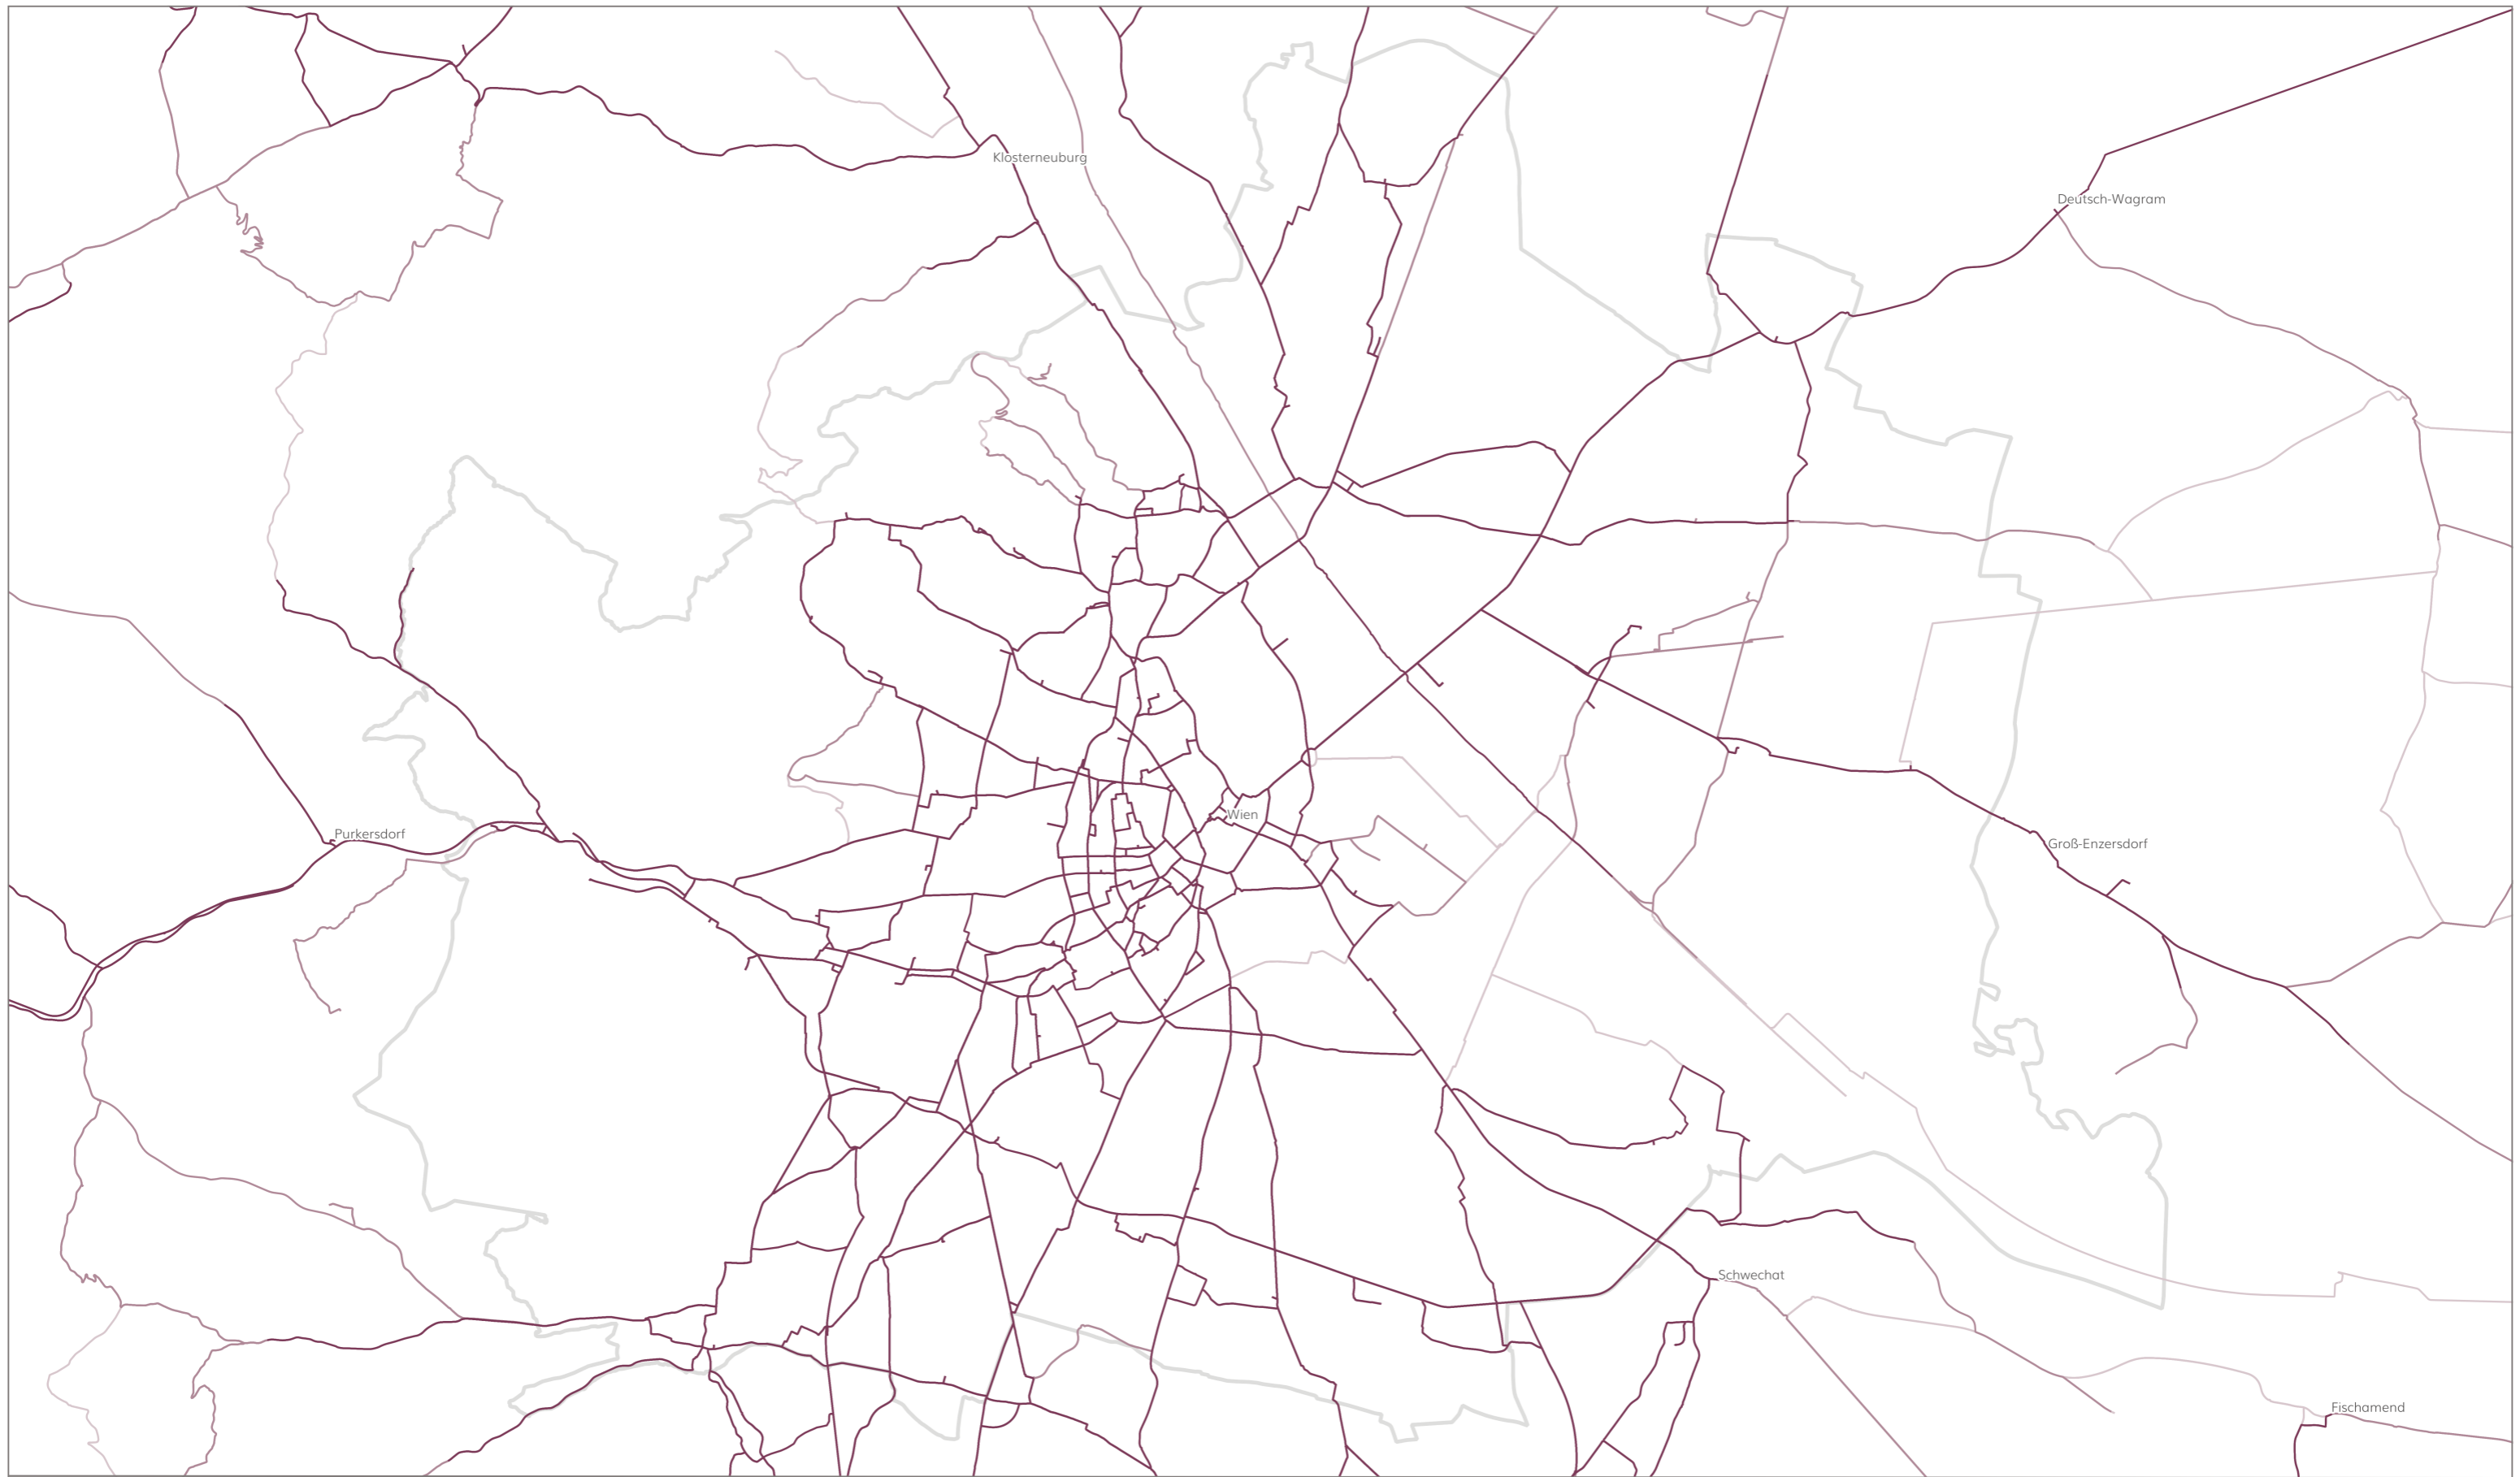 Klosterneuburg
Deutsch-Wagram
Wien
Purkersdorf
Groß-Enzersdorf
Schwechat
Fischamend